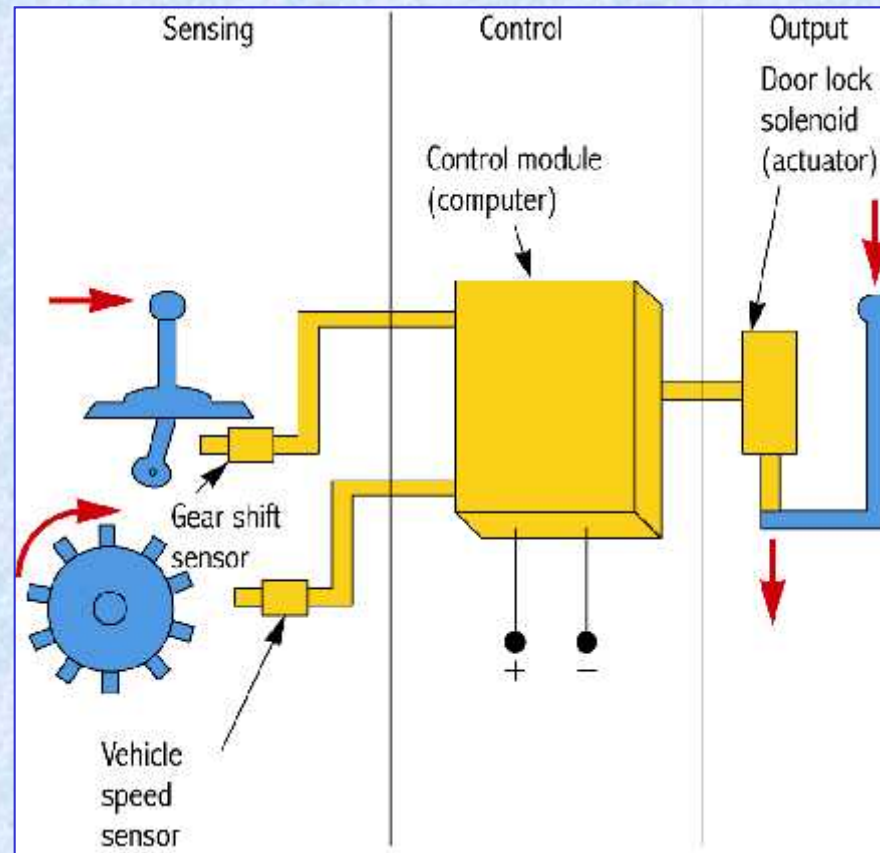 Sensing
Control
Output
Door lock
solenoid
(actuator)
Control module
(computer)
Gear shift
sensor
+ −
Vehicle
speed
sensor